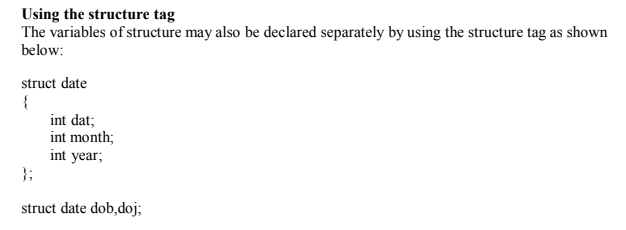 Using the structure tag
The variables of structure may also be declared separately by using the structure tag as shown
below:
struct date
{
int dat;
int month;
int year;
};
struct date dob,doj;